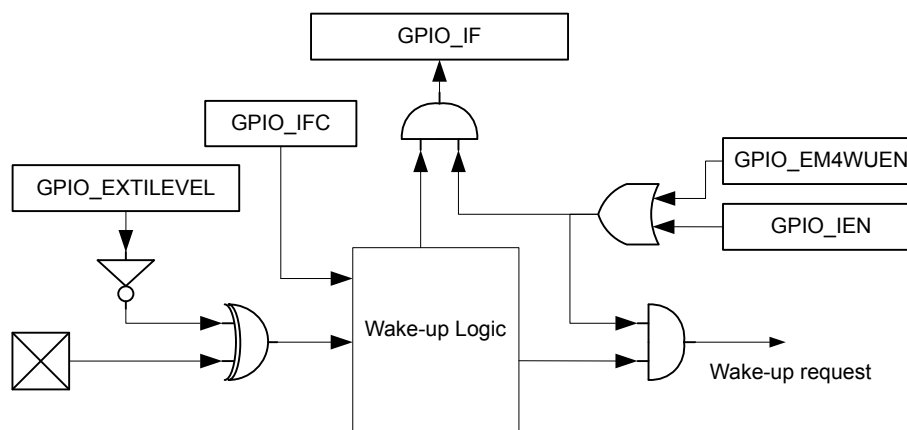 GPIO_IF
GPIO_IFC
GPIO_EM4WUEN
GPIO_EXTILEVEL
GPIO_IEN
Wake-up Logic
Wake-up request